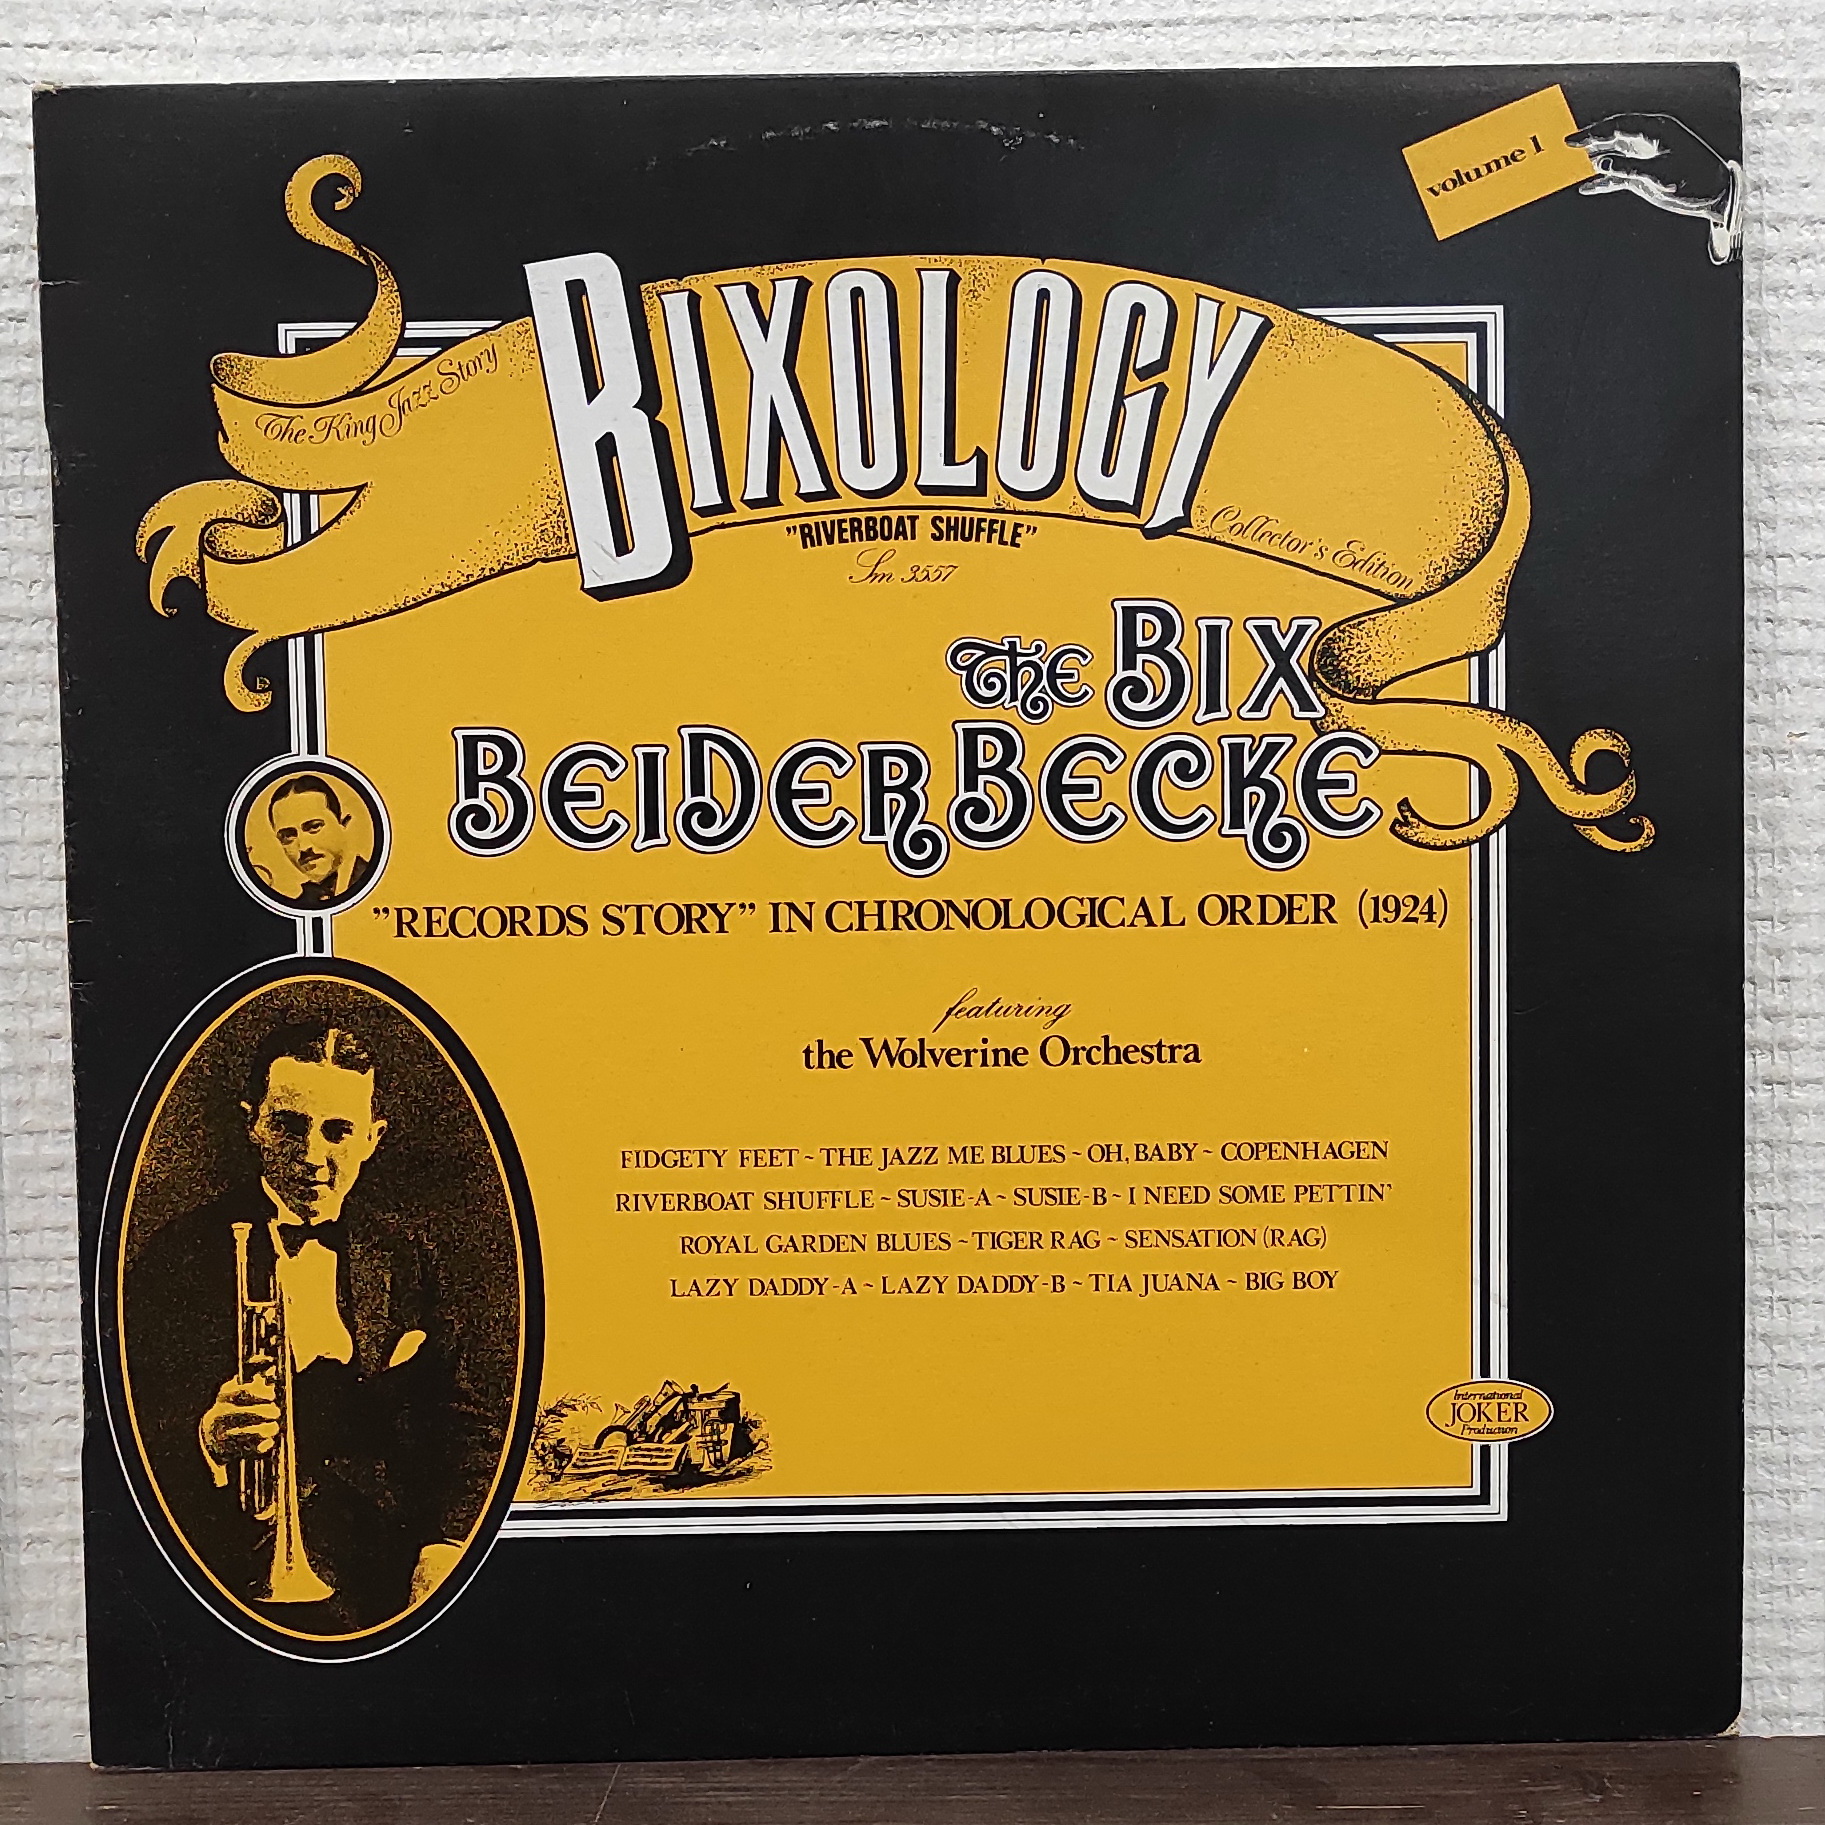 volume 1
The King Jazz Story
BIXOLOGY
"RIVERBOAT SHUFFLE"
Sm 3557
Collector's Edition
THE BIX
BEIDERBECKE
"RECORDS STORY" IN CHRONOLOGICAL ORDER (1924)
featuring
the Wolverine Orchestra
FIDGETY FEET ~ THE JAZZ ME BLUES ~ OH, BABY ~ COPENHAGEN
RIVERBOAT SHUFFLE ~ SUSIE-A ~ SUSIE-B ~ I NEED SOME PETTIN'
ROYAL GARDEN BLUES ~ TIGER RAG ~ SENSATION (RAG)
LAZY DADDY-A ~ LAZY DADDY-B ~ TIA JUANA ~ BIG BOY
International
JOKER
Production